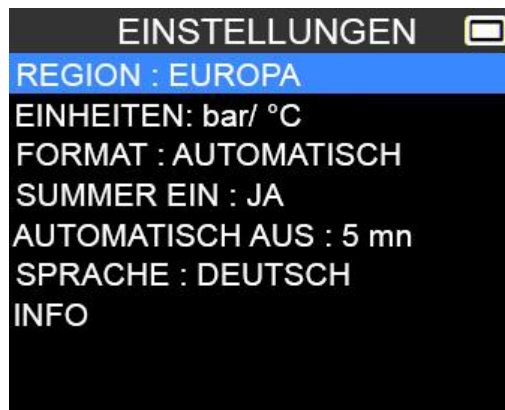 EINSTELLUNGEN
REGION : EUROPA
EINHEITEN: bar/ °C
FORMAT : AUTOMATISCH
SUMMER EIN : JA
AUTOMATISCH AUS : 5 mn
SPRACHE : DEUTSCH
INFO